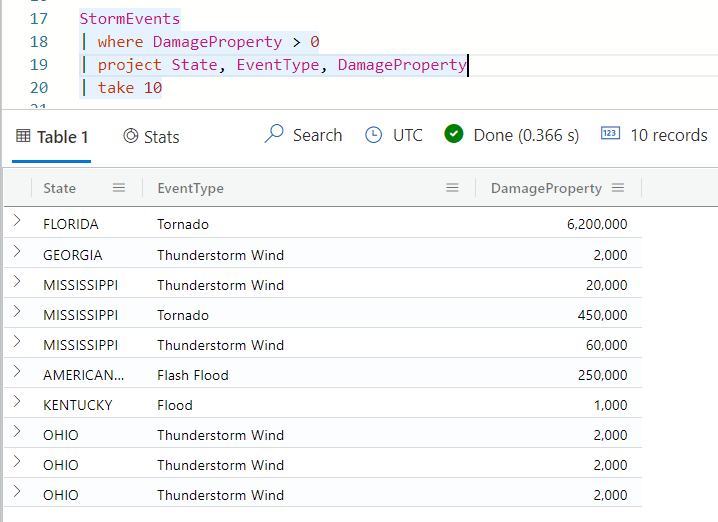 17 StormEvents
18 | where DamageProperty > 0
19 | project State, EventType, DamageProperty
20 | take 10
Table 1 Stats Search UTC Done (0.366 s) 123 10 records
State EventType DamageProperty
FLORIDA Tornado 6,200,000
GEORGIA Thunderstorm Wind 2,000
MISSISSIPPI Thunderstorm Wind 20,000
MISSISSIPPI Tornado 450,000
MISSISSIPPI Thunderstorm Wind 60,000
AMERICAN... Flash Flood 250,000
KENTUCKY Flood 1,000
OHIO Thunderstorm Wind 2,000
OHIO Thunderstorm Wind 2,000
OHIO Thunderstorm Wind 2,000